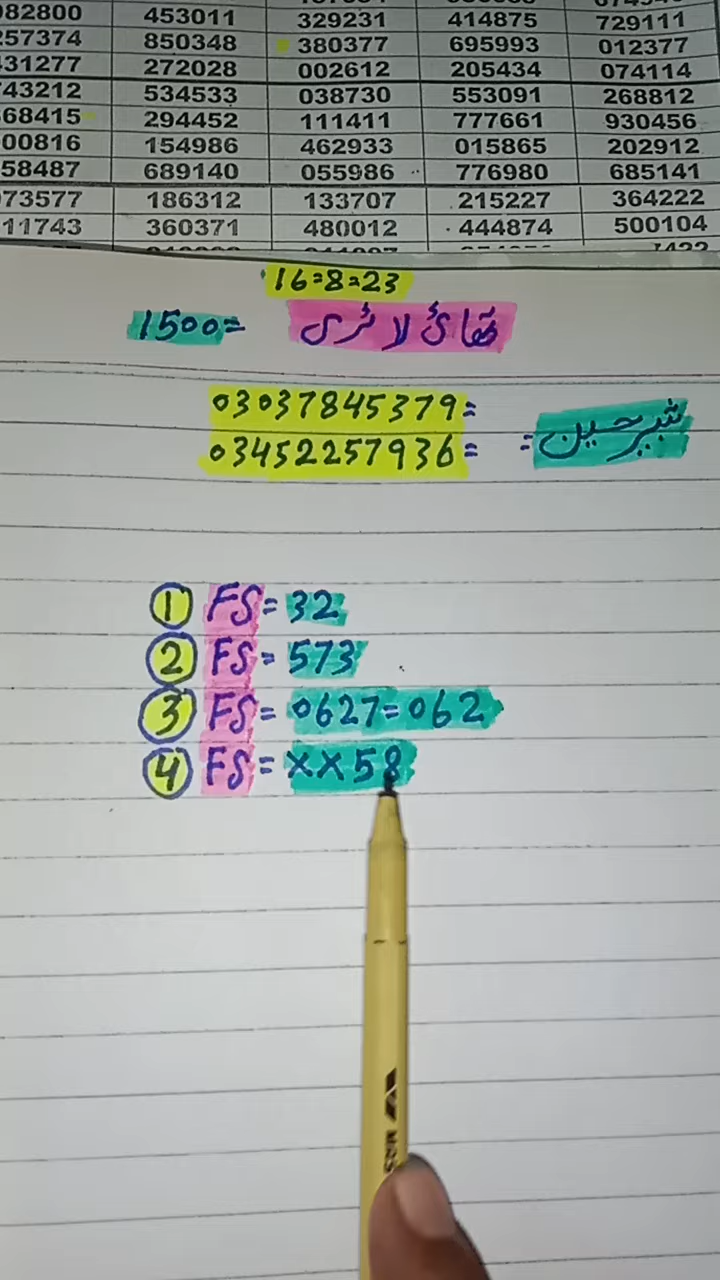 082800 453011 329231 414875 729111
257374 850348 380377 695993 012377
431277 272028 002612 205434 074114
743212 534533 038730 553091 268812
68415 294452 111411 777661 930456
00816 154986 462933 015865 202912
58487 689140 055986 776980 685141
73577 186312 133707 215227 364222
11743 360371 480012 444874 500104
16=8=23
1500= تھائ لاٹری
03037845379=
03452257936= = شبیر حسین
1 FS= 32
2 FS= 573
3 FS= 0627=062
4 FS= XX58